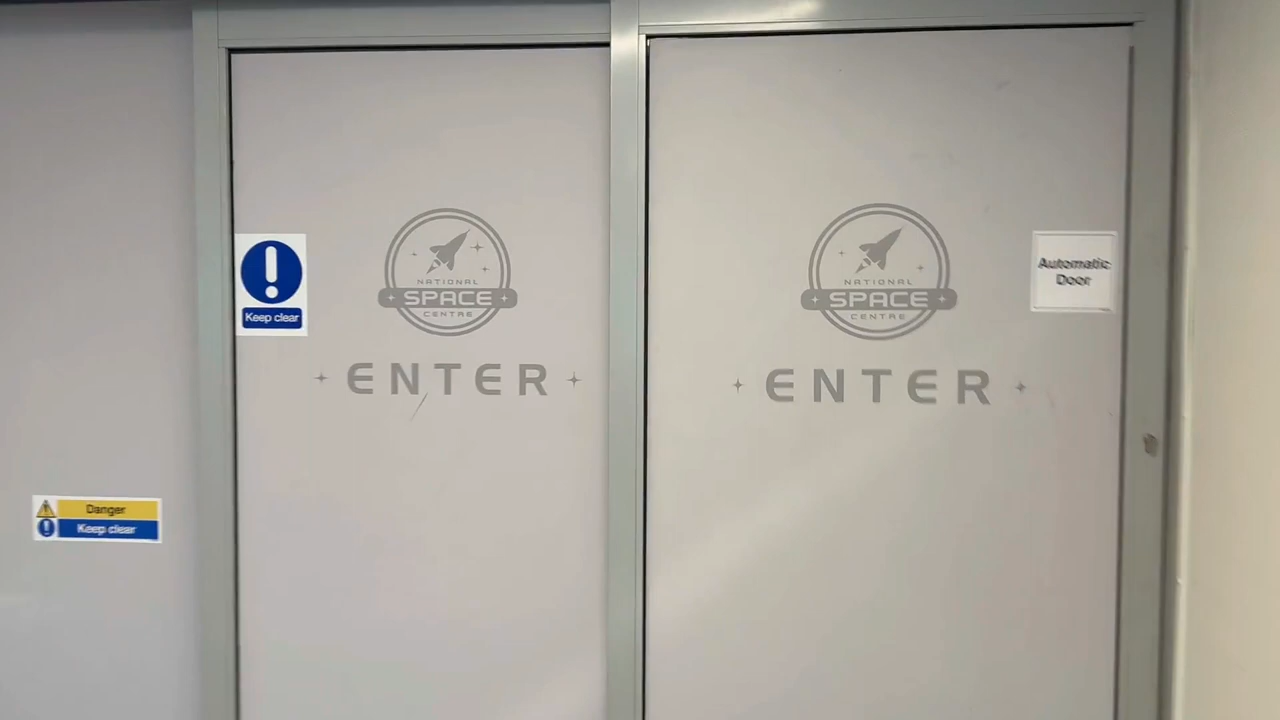 Keep clear
NATIONAL
SPACE
CENTRE
ENTER
NATIONAL
SPACE
CENTRE
ENTER
Automatic
Door
Danger
Keep clear